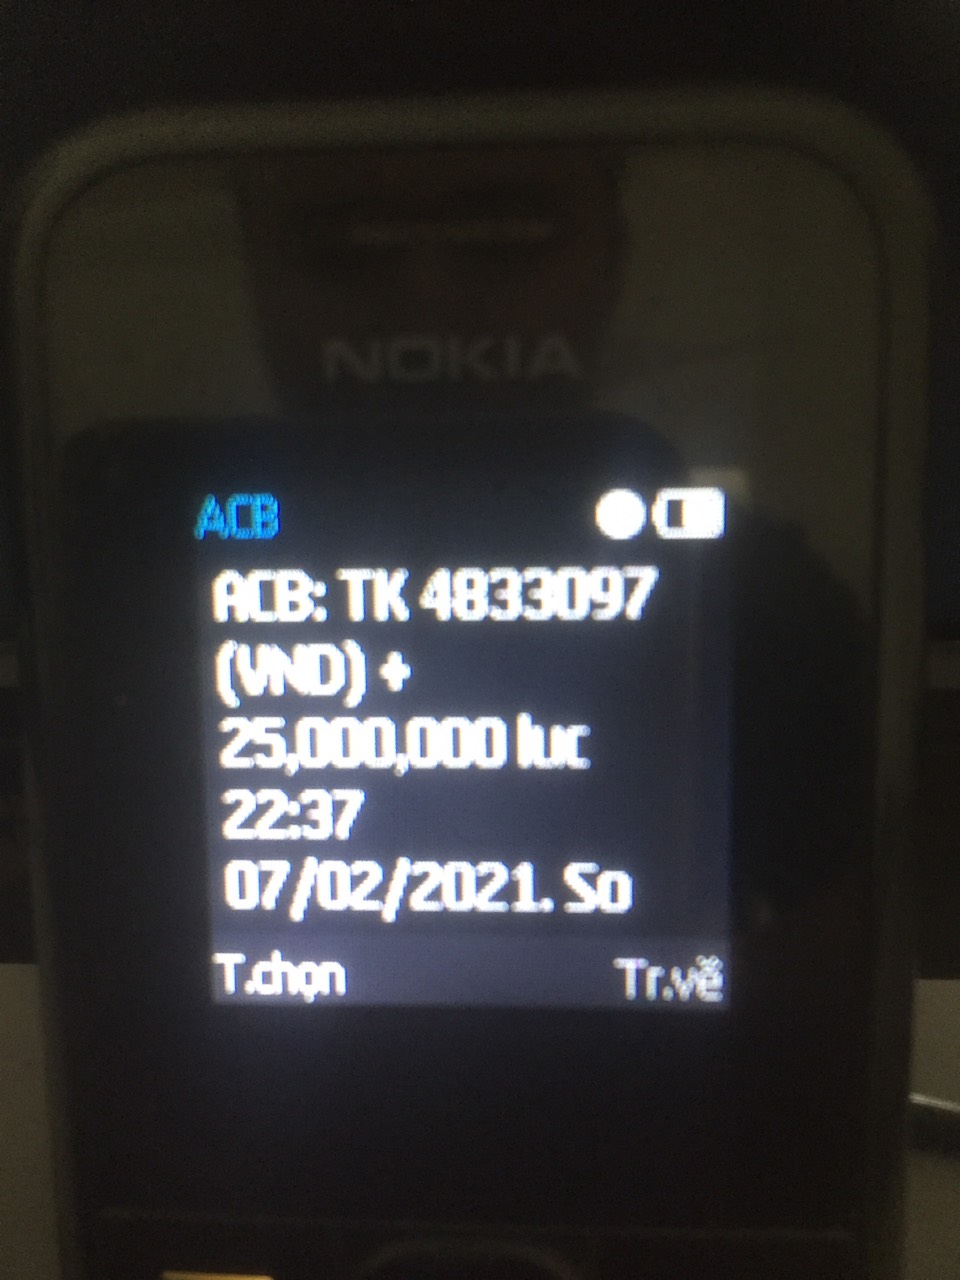 NOKIA
ACB
ACB: TK 4833097
(VND) +
25,000,000 luc
22:37
07/02/2021. So
T.chọn Tr.về